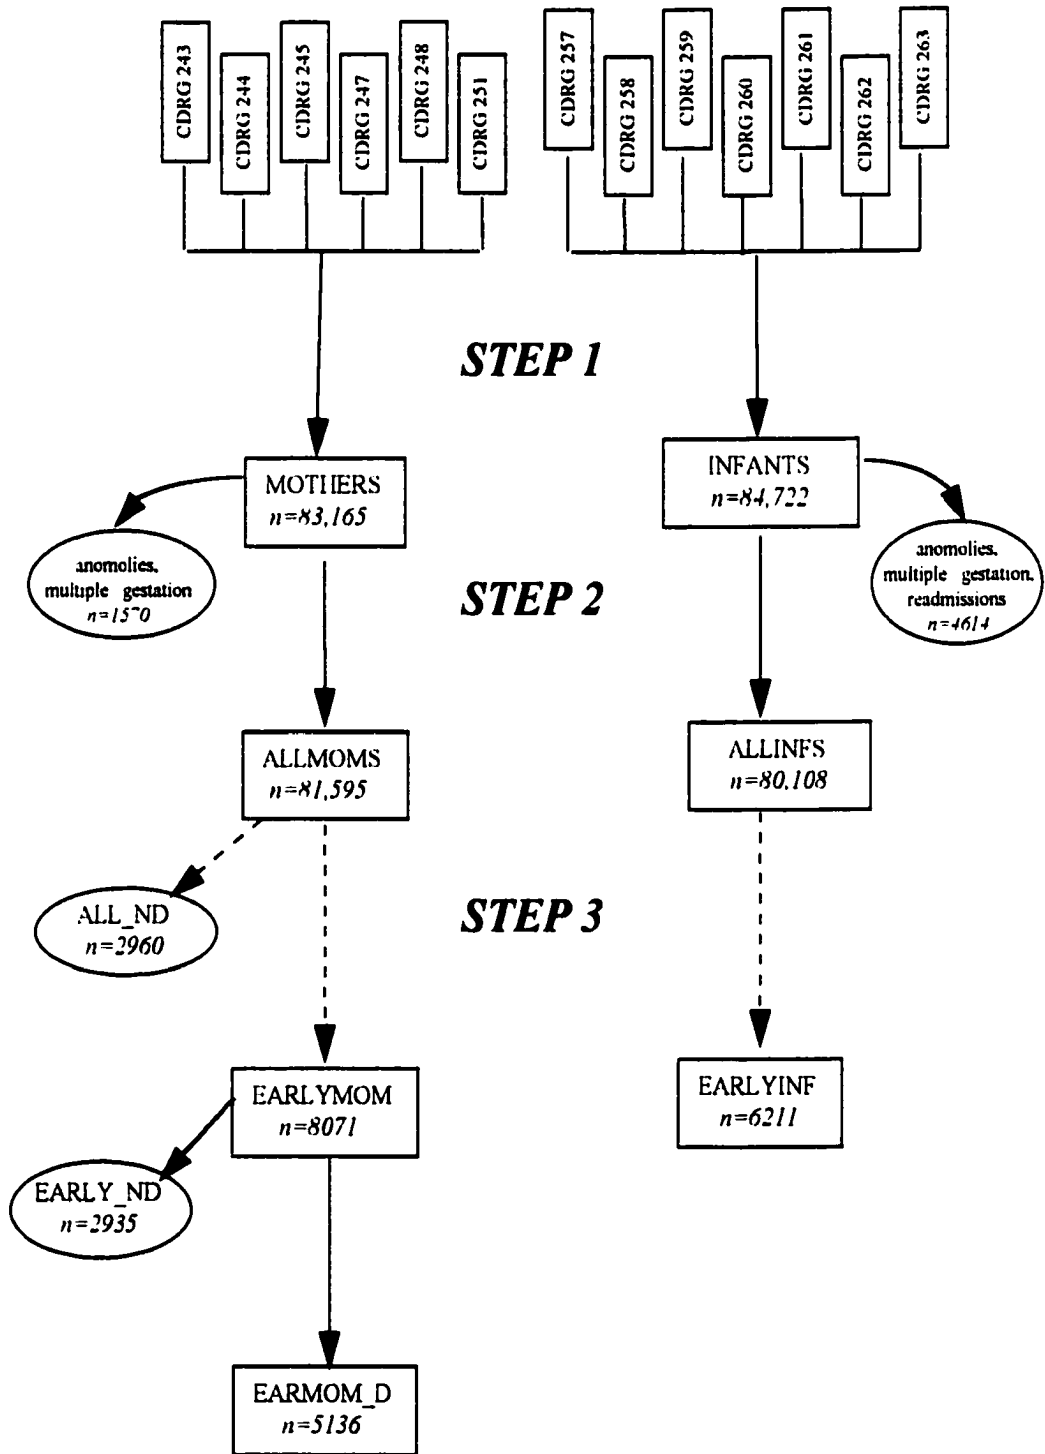 CDRG 243
CDRG 244
CDRG 245
CDRG 247
CDRG 248
CDRG 251
CDRG 257
CDRG 258
CDRG 259
CDRG 260
CDRG 261
CDRG 262
CDRG 263
STEP 1
MOTHERS
n=83,165
INFANTS
n=84,722
anomolies,
multiple gestation
n=1570
STEP 2
anomolies,
multiple gestation,
readmissions
n=4614
ALLMOMS
n=81,595
ALLINFS
n=80,108
ALL_ND
n=2960
STEP 3
EARLYMOM
n=8071
EARLYINF
n=6211
EARLY_ND
n=2935
EARMOM_D
n=5136